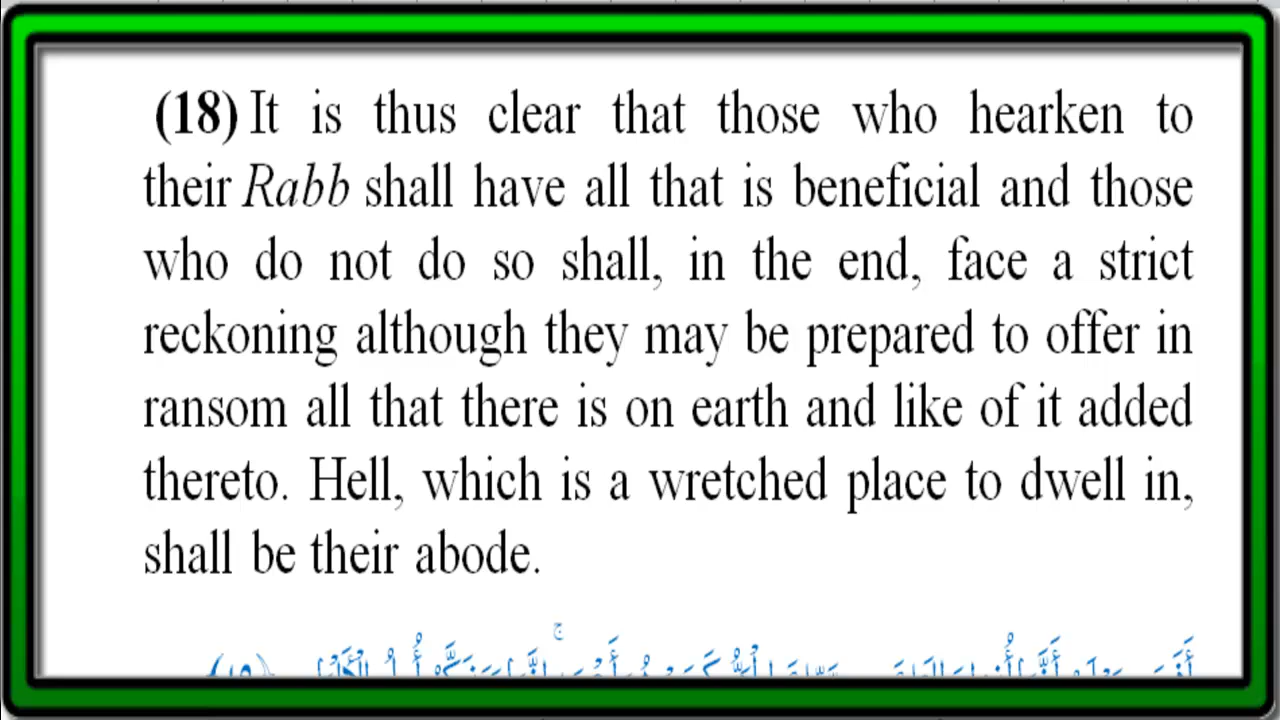 (18) It is thus clear that those who hearken to
their Rabb shall have all that is beneficial and those
who do not do so shall, in the end, face a strict
reckoning although they may be prepared to offer in
ransom all that there is on earth and like of it added
thereto. Hell, which is a wretched place to dwell in,
shall be their abode.